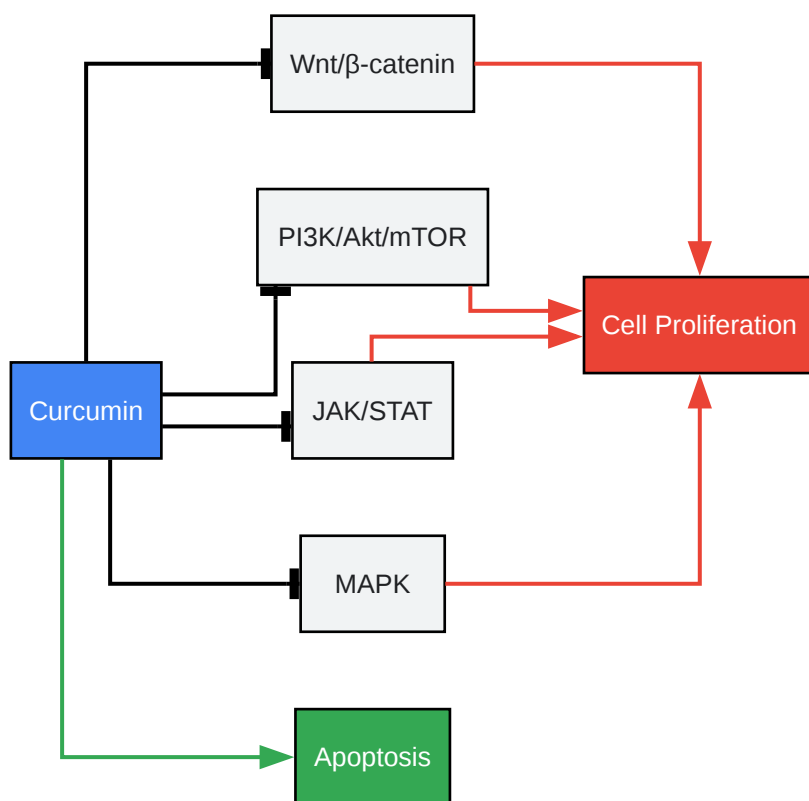 Wnt/β-catenin
PI3K/Akt/mTOR
Cell Proliferation
Curcumin
JAK/STAT
MAPK
Apoptosis